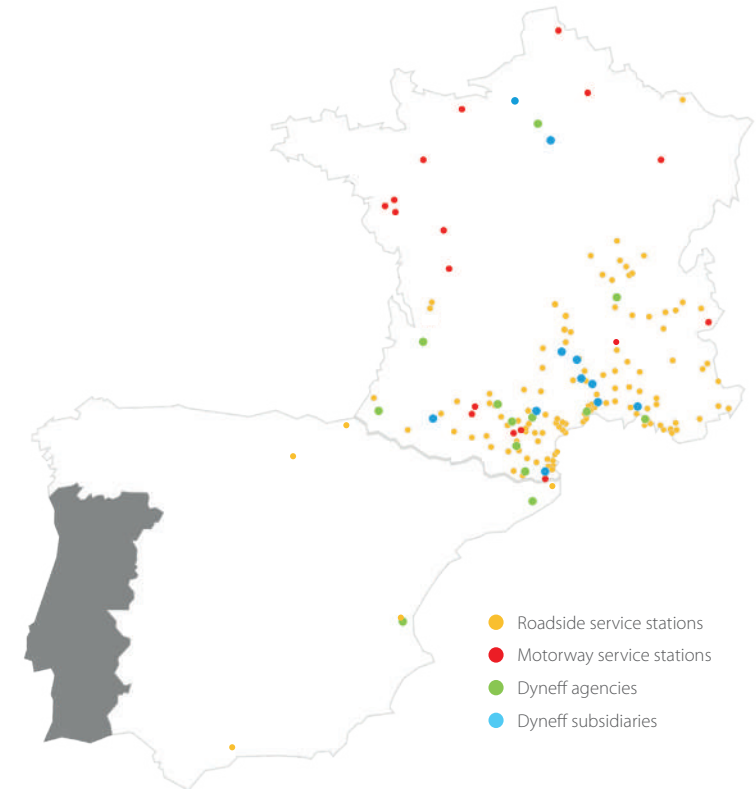 Roadside service stations
Motorway service stations
Dyneff agencies
Dyneff subsidiaries